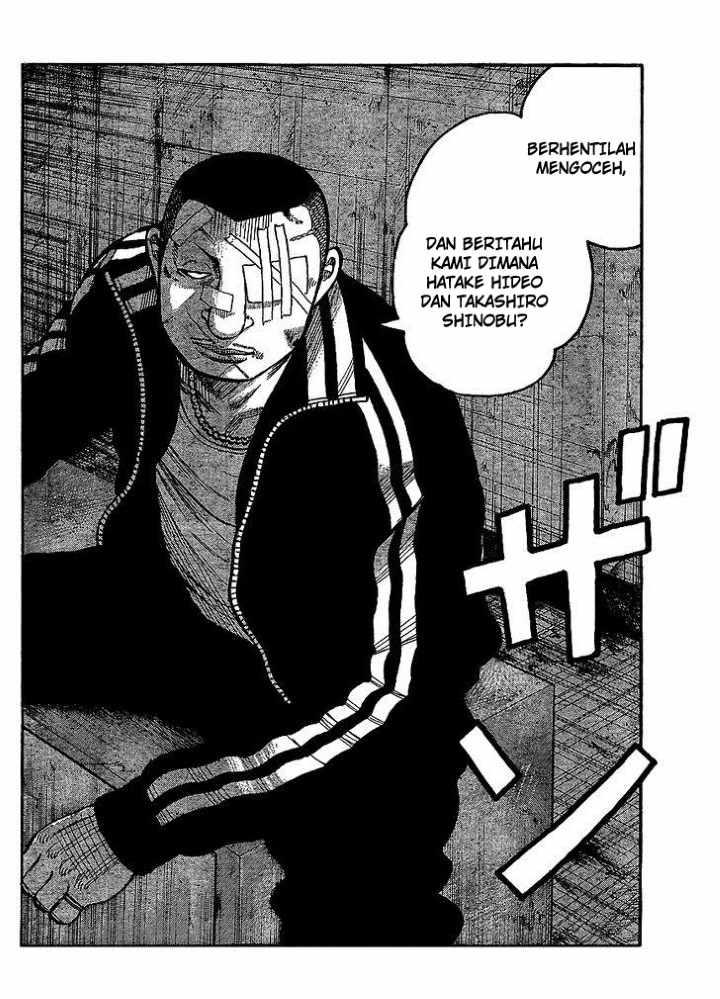 BERHENTILAH
MENGOCEH,
DAN BERITAHU
KAMI DIMANA
HATAKE HIDEO
DAN TAKASHIRO
SHINOBU?
ザン